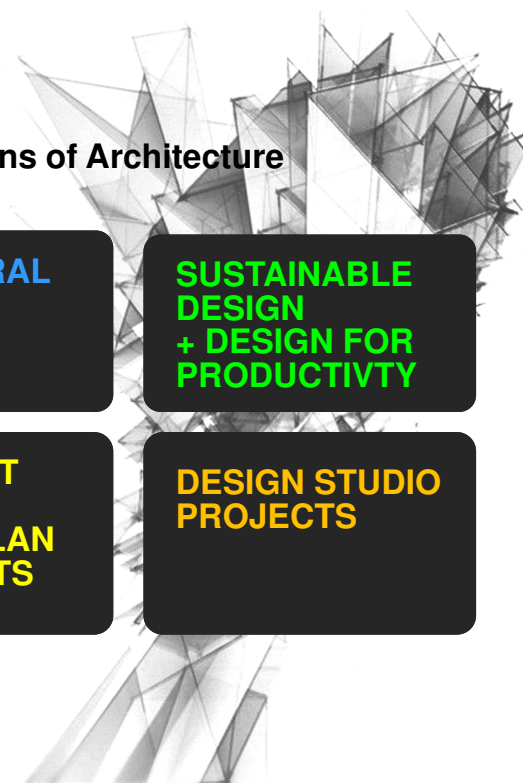 ns of Architecture
RAL
SUSTAINABLE
DESIGN
+ DESIGN FOR
PRODUCTIVTY
T
LAN
TS
DESIGN STUDIO
PROJECTS